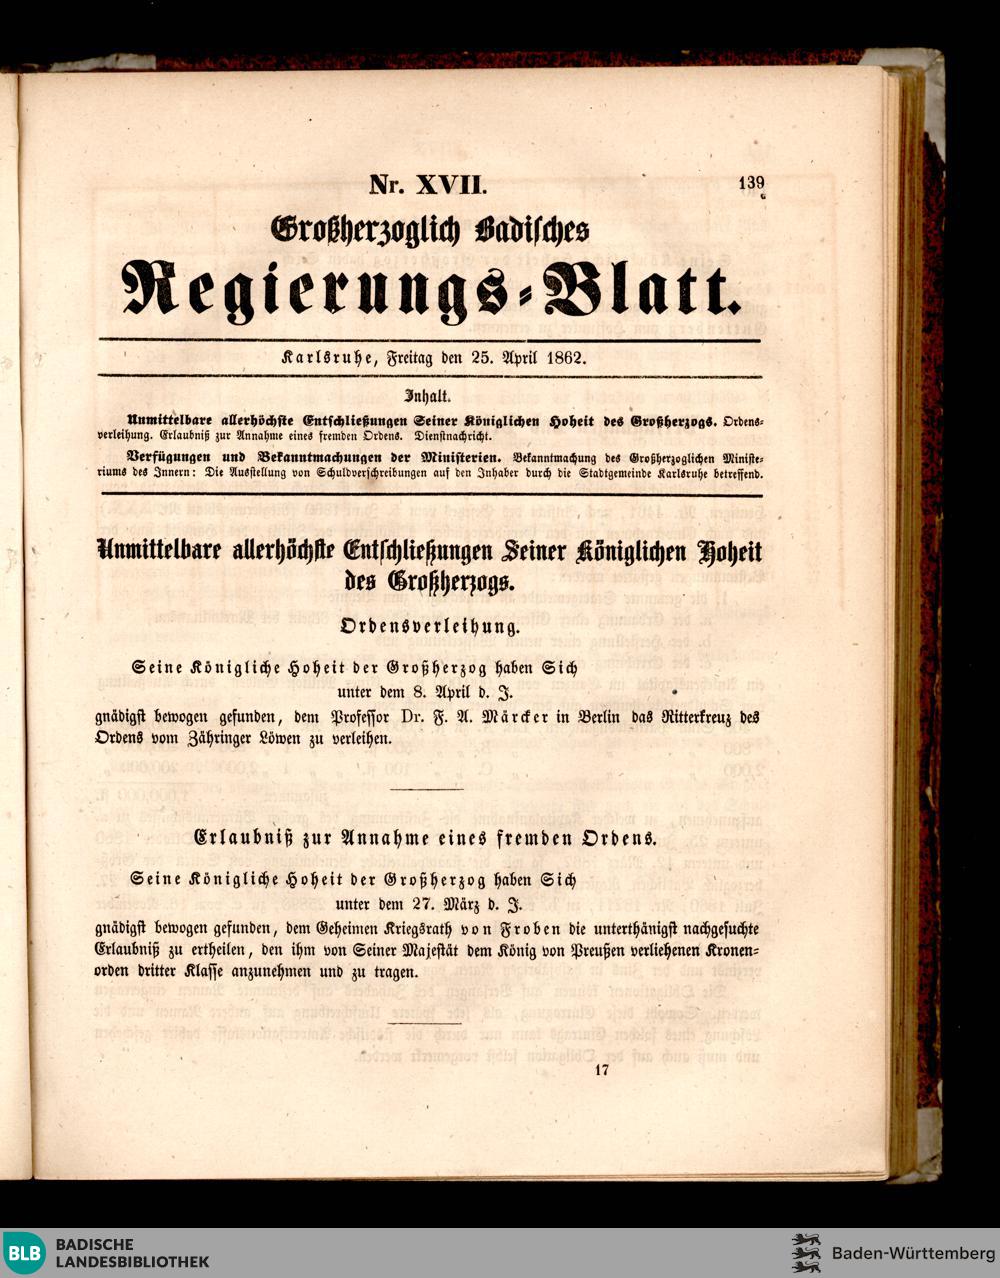 Nr. XVII.
139
Großherzoglich Badisches
Regierungs-Blatt.
Karlsruhe, Freitag den 25. April 1862.
Inhalt.
Unmittelbare allerhöchste Entschließungen Seiner Königlichen Hoheit des Großherzogs. Ordens-
verleihung. Erlaubniß zur Annahme eines fremden Ordens. Dienstnachricht.
Verfügungen und Bekanntmachungen der Ministerien. Bekanntmachung des Großherzoglichen Ministe-
riums des Innern: Die Ausstellung von Schuldverschreibungen auf den Inhaber durch die Stadtgemeinde Karlsruhe betreffend.
Unmittelbare allerhöchste Entschließungen Seiner Königlichen Hoheit
des Großherzogs.
Ordensverleihung.
Seine Königliche Hoheit der Großherzog haben Sich
unter dem 8. April d. J.
gnädigst bewogen gefunden, dem Professor Dr. F. A. Märcker in Berlin das Ritterkreuz des
Ordens vom Zähringer Löwen zu verleihen.
Erlaubniß zur Annahme eines fremden Ordens.
Seine Königliche Hoheit der Großherzog haben Sich
unter dem 27. März d. J.
gnädigst bewogen gefunden, dem Geheimen Kriegsrath von Froben die unterthänigst nachgesuchte
Erlaubniß zu ertheilen, den ihm von Seiner Majestät dem König von Preußen verliehenen Kronen-
orden dritter Klasse anzunehmen und zu tragen.
17
BLB BADISCHE
LANDESBIBLIOTHEK
Baden-Württemberg